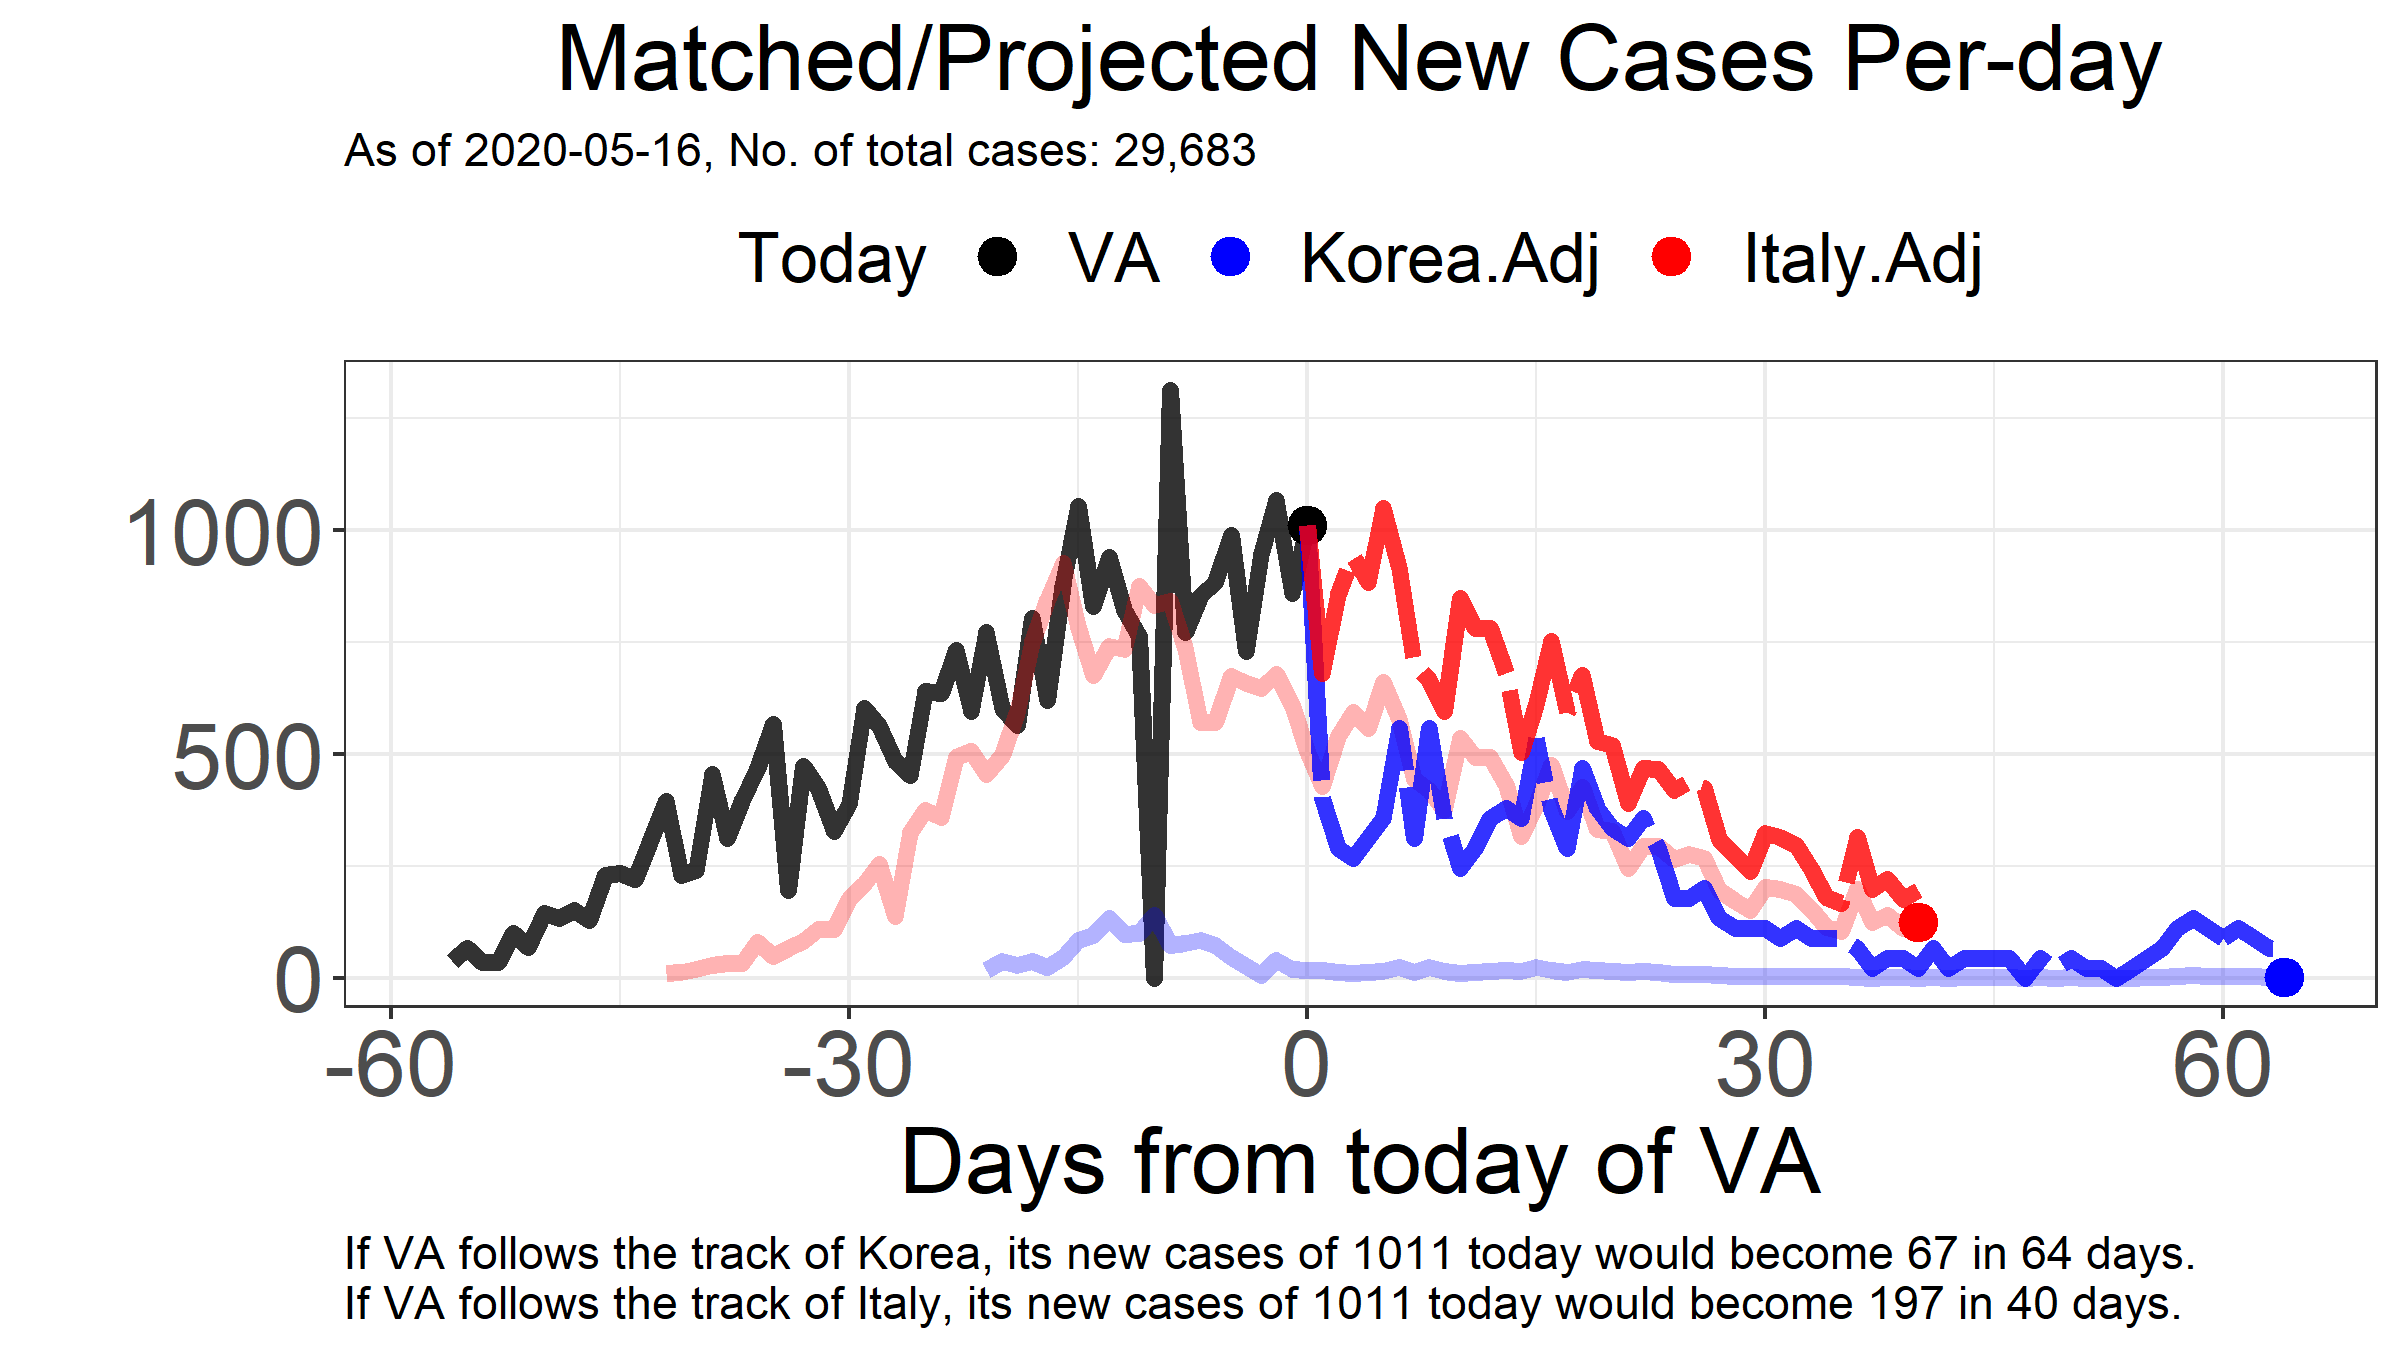 Matched/Projected New Cases Per-day
As of 2020-05-16, No. of total cases: 29,683
Today VA Korea.Adj Italy.Adj
1000
500
0
-60 -30 0 30 60
Days from today of VA
If VA follows the track of Korea, its new cases of 1011 today would become 67 in 64 days.
If VA follows the track of Italy, its new cases of 1011 today would become 197 in 40 days.